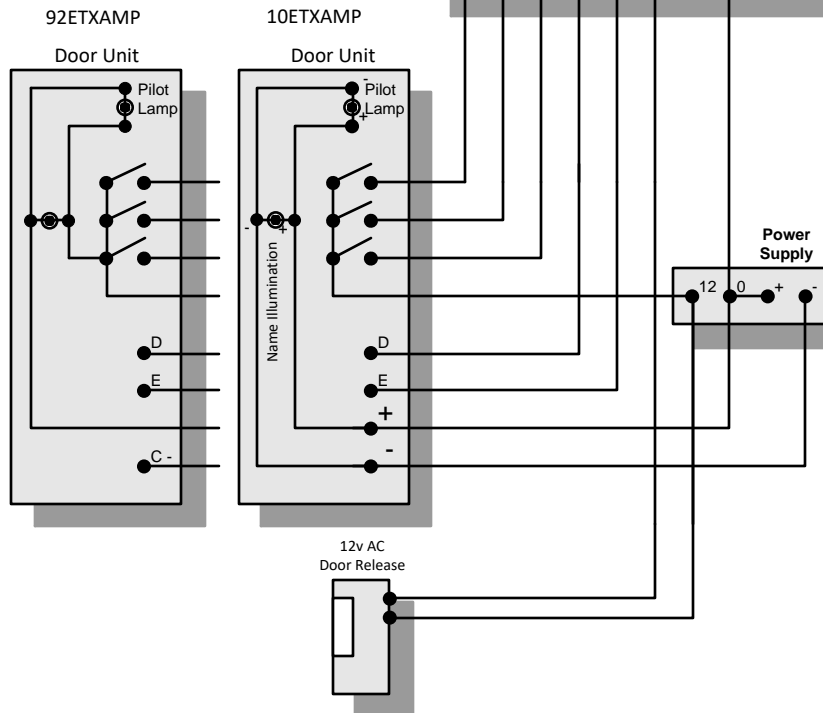 92ETXAMP
10ETXAMP
Door Unit
Door Unit
Pilot
Lamp
-
Pilot
Lamp
+
- +
Name Illumination
Power
Supply
12 0 + -
D
E
C -
D
E
+
-
12v AC
Door Release